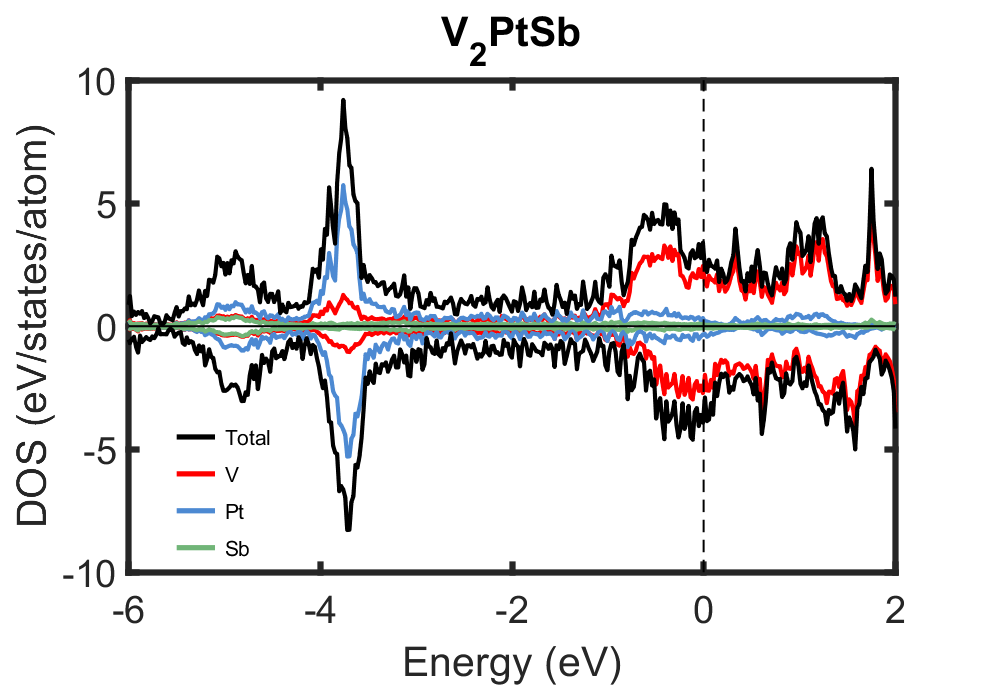 V₂PtSb
10
5
0
-5
-10
DOS (eV/states/atom)
Total
V
Pt
Sb
-6 -4 -2 0 2
Energy (eV)